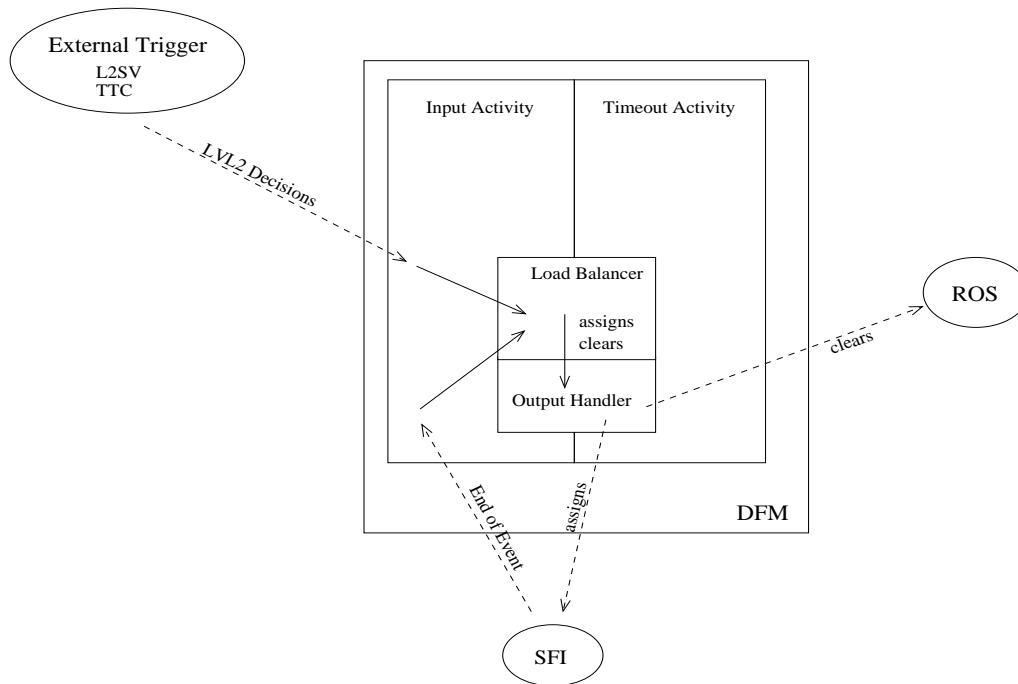 External Trigger
L2SV
TTC
Input Activity
Timeout Activity
LVL2 Decisions
Load Balancer
ROS
assigns
clears
clears
Output Handler
End of Event
assigns
DFM
SFI